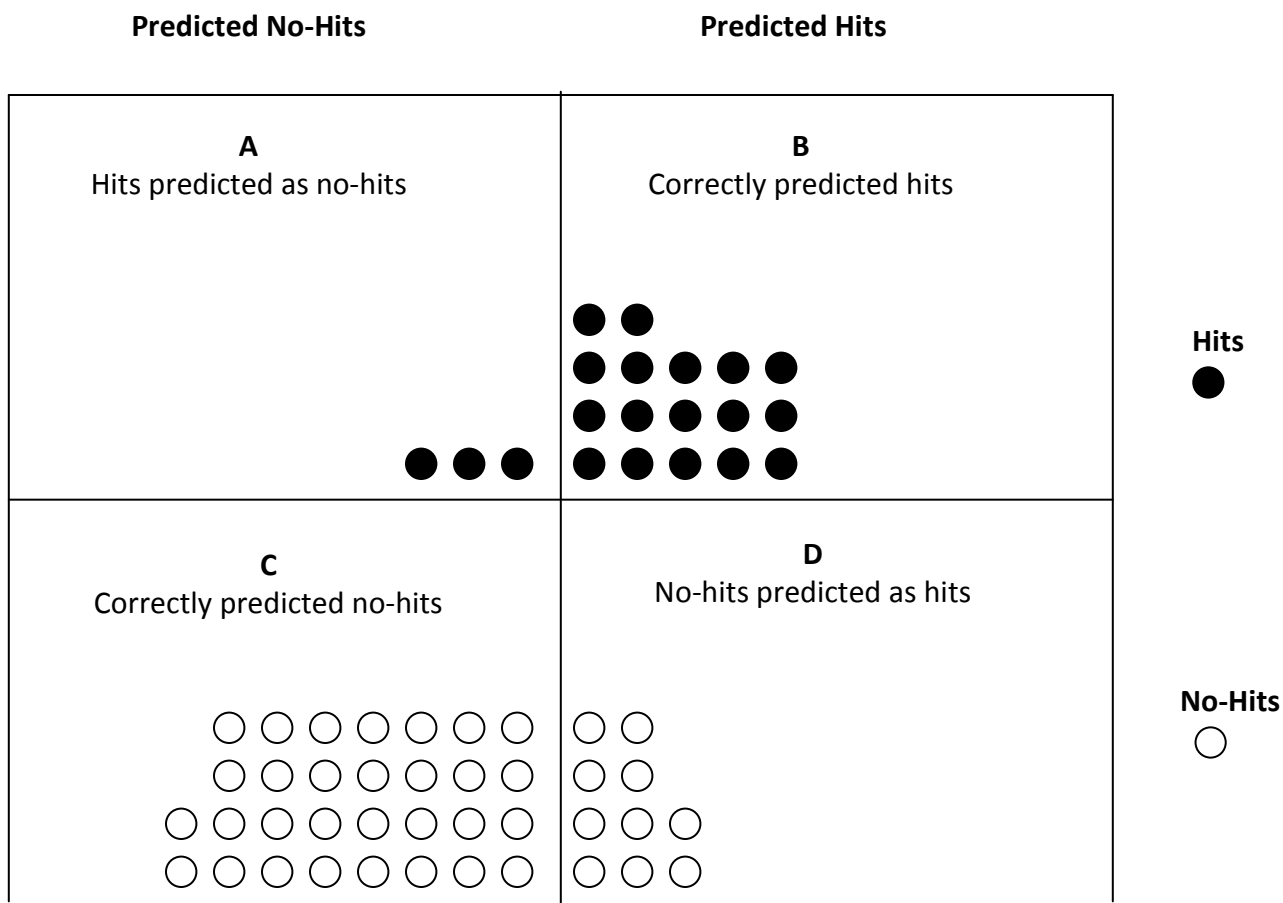 Predicted No-Hits
Predicted Hits
A
Hits predicted as no-hits
B
Correctly predicted hits
Hits
C
Correctly predicted no-hits
D
No-hits predicted as hits
No-Hits